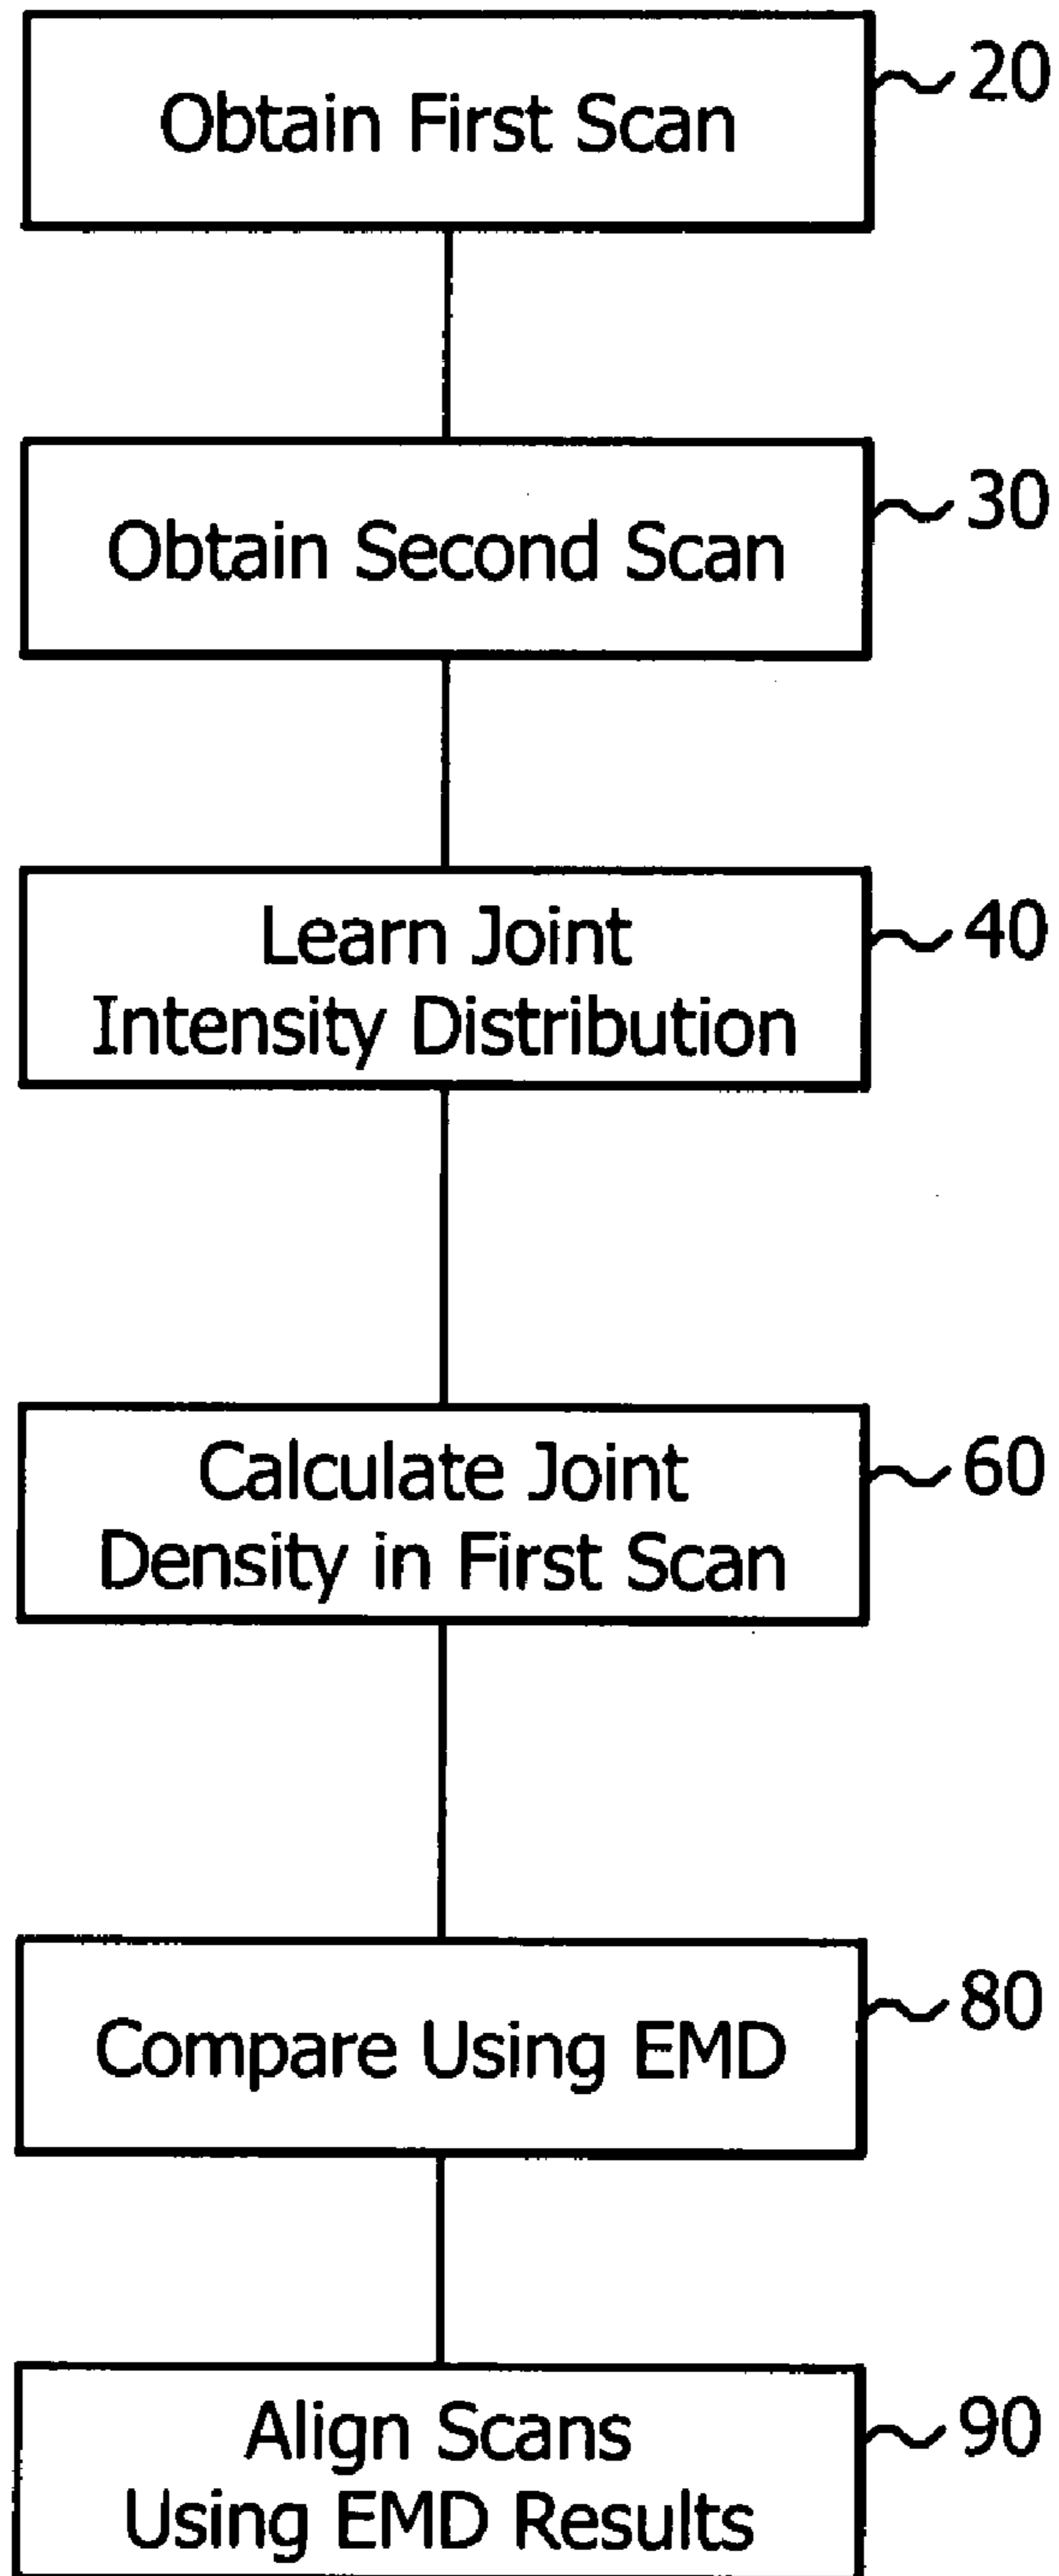 Obtain First Scan
20
Obtain Second Scan
30
Learn Joint
Intensity Distribution
40
Calculate Joint
Density in First Scan
60
Compare Using EMD
80
Align Scans
Using EMD Results
90